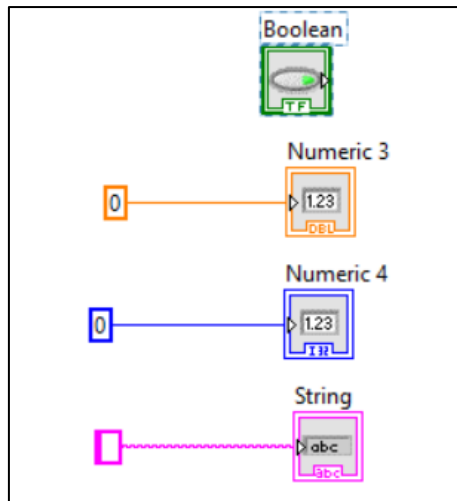 Boolean
TF
Numeric 3
0
1.23
DBL
Numeric 4
0
1.23
I32
String
abc
abc